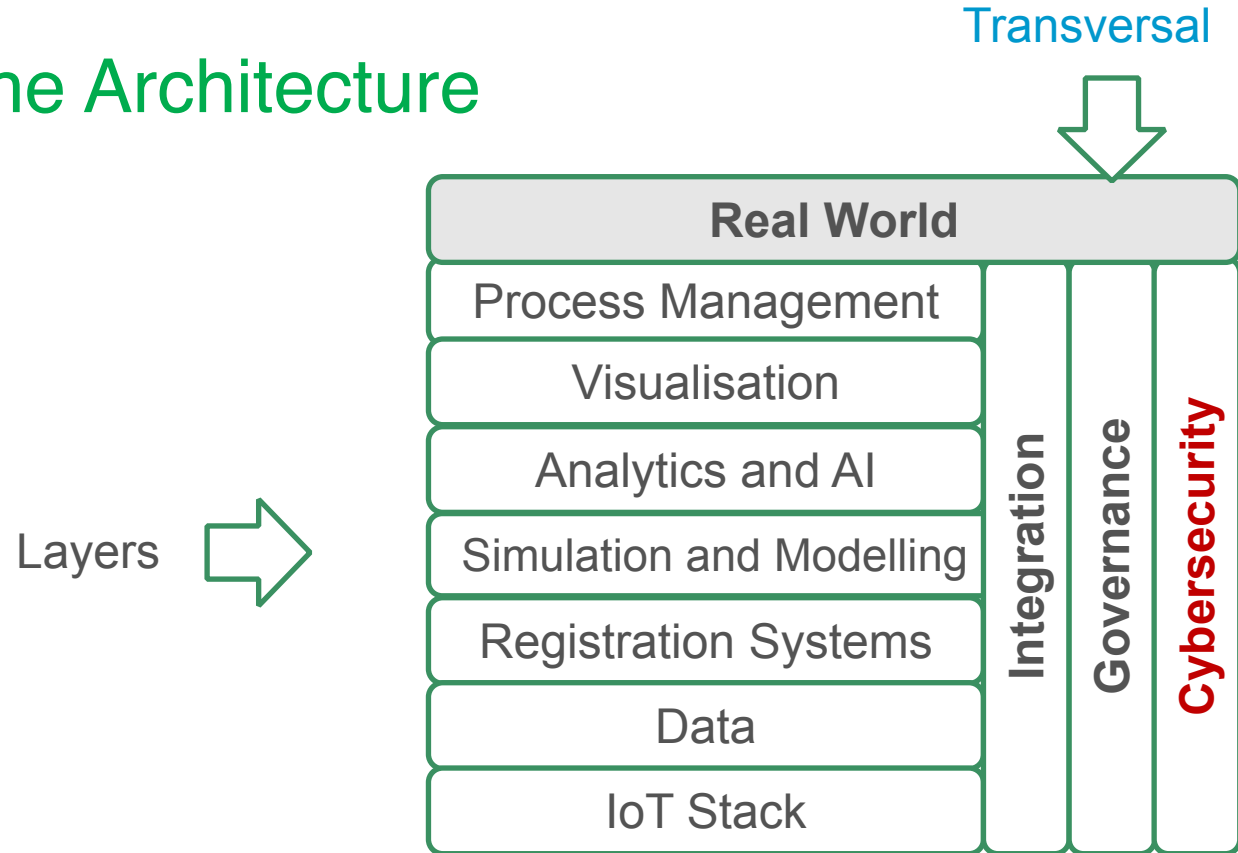 Transversal
ne Architecture
Real World
Process Management
Visualisation
Analytics and AI
Layers
Simulation and Modelling
Registration Systems
Data
IoT Stack
Integration
Governance
Cybersecurity